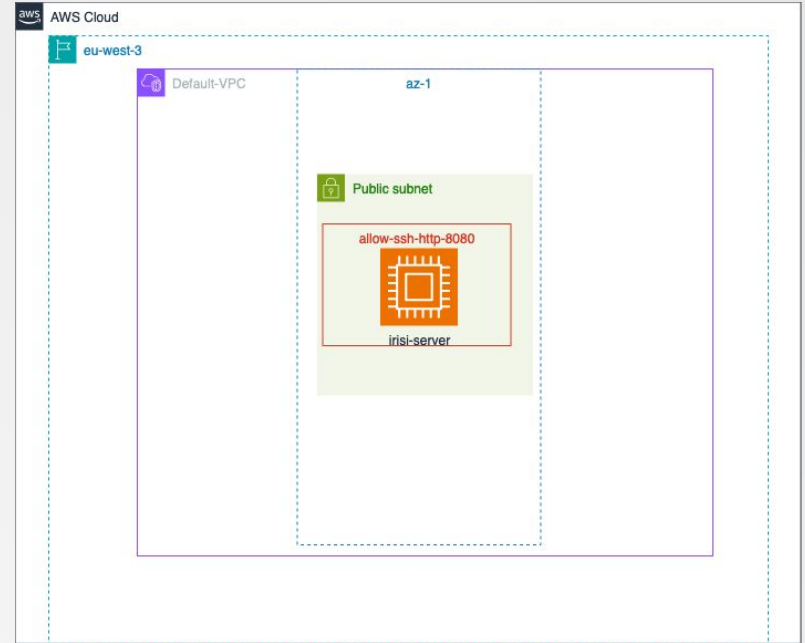 aws AWS Cloud
eu-west-3
Default-VPC
az-1
Public subnet
allow-ssh-http-8080
irisi-server